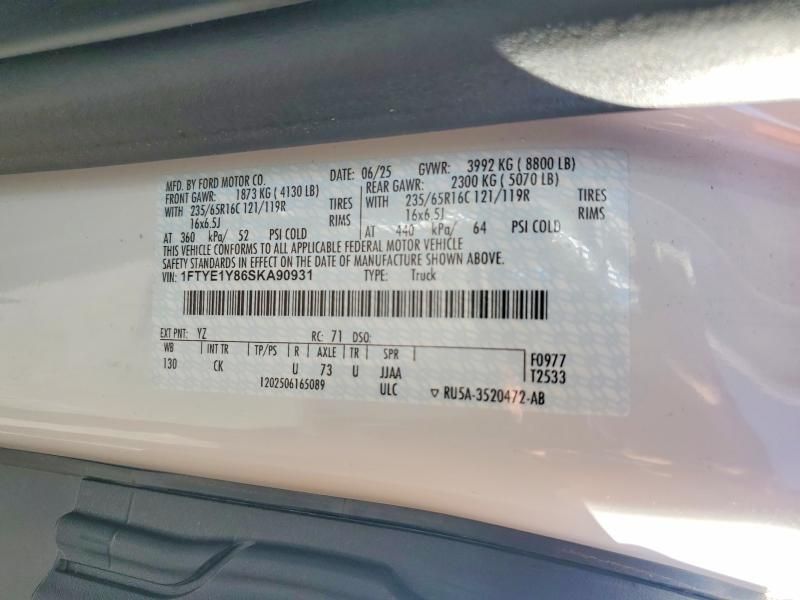 MFD. BY FORD MOTOR CO. DATE: 06/25 GVWR: 3992 KG ( 8800 LB)
FRONT GAWR: 1873 KG ( 4130 LB) REAR GAWR: 2300 KG ( 5070 LB)
WITH 235/65R16C 121/119R TIRES WITH 235/65R16C 121/119R TIRES
16x6.5J RIMS 16x6.5J RIMS
AT 360 kPa/ 52 PSI COLD AT 440 kPa/ 64 PSI COLD
THIS VEHICLE CONFORMS TO ALL APPLICABLE FEDERAL MOTOR VEHICLE
SAFETY STANDARDS IN EFFECT ON THE DATE OF MANUFACTURE SHOWN ABOVE.
VIN: 1FTYE1Y86SKA90931 TYPE: Truck
EXT PNT: YZ RC: 71 DSO:
WB INT TR TP/PS R AXLE TR SPR F0977
130 CK U 73 U JJAA T2533
1202506165089 ULC ▽ RU5A-3520472-AB